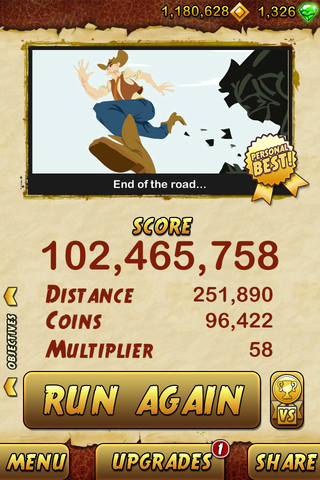 1,180,628 1,326
PERSONAL
BEST!
End of the road...
SCORE
102,465,758
DISTANCE 251,890
COINS 96,422
MULTIPLIER 58
OBJECTIVES
RUN AGAIN
VS
MENU
UPGRADES 1
SHARE